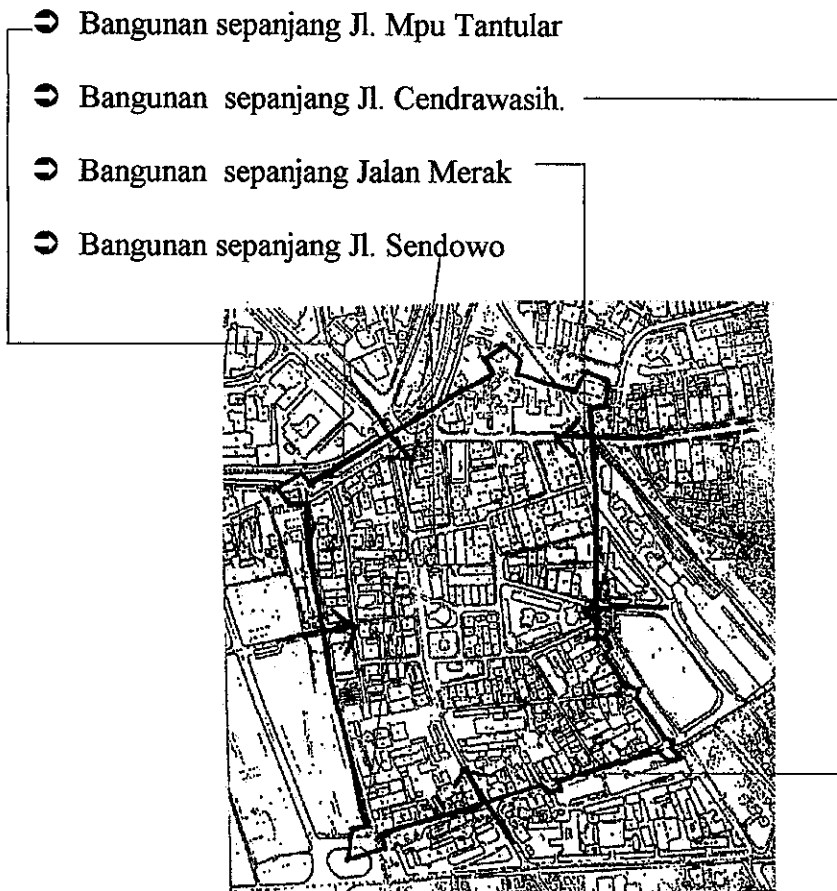 ➲ Bangunan sepanjang Jl. Mpu Tantular
➲ Bangunan sepanjang Jl. Cendrawasih.
➲ Bangunan sepanjang Jalan Merak
➲ Bangunan sepanjang Jl. Sendowo